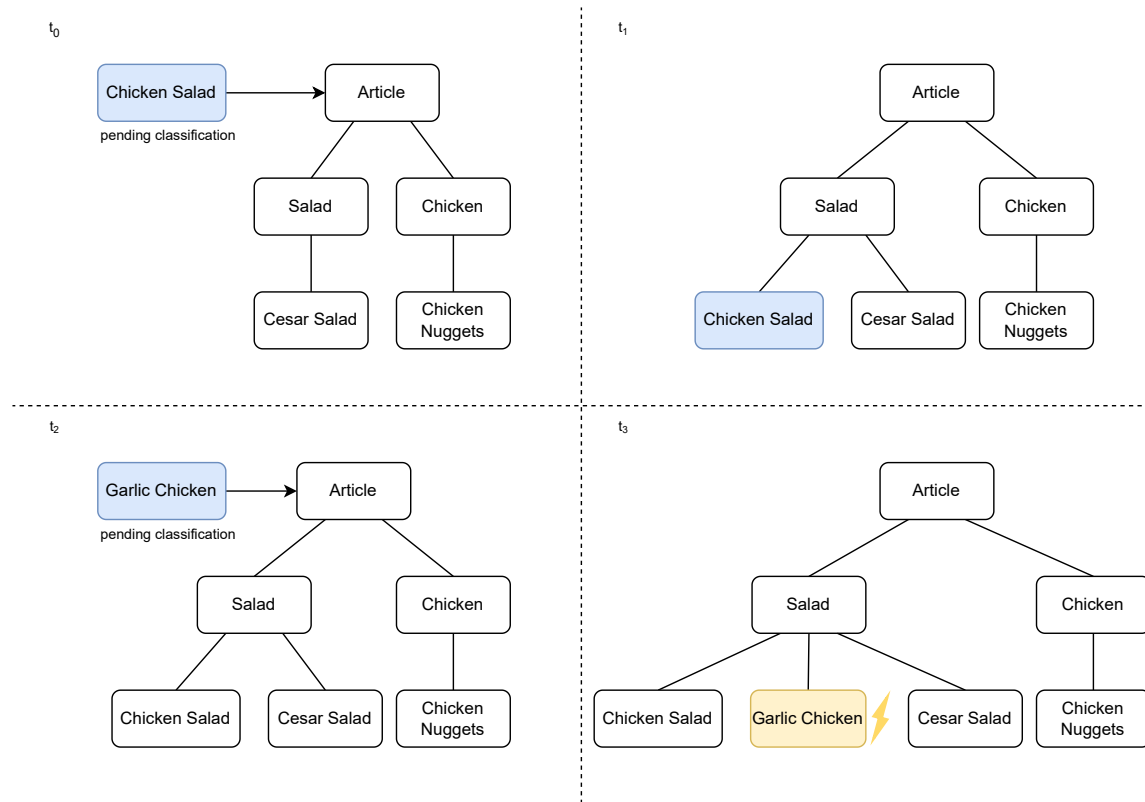 t0
Chicken Salad
Article
pending classification
Salad
Chicken
Cesar Salad
Chicken
Nuggets
t1
Article
Salad
Chicken
Chicken Salad
Cesar Salad
Chicken
Nuggets
t2
Garlic Chicken
Article
pending classification
Salad
Chicken
Chicken Salad
Cesar Salad
Chicken
Nuggets
t3
Article
Salad
Chicken
Chicken Salad
Garlic Chicken
Cesar Salad
Chicken
Nuggets